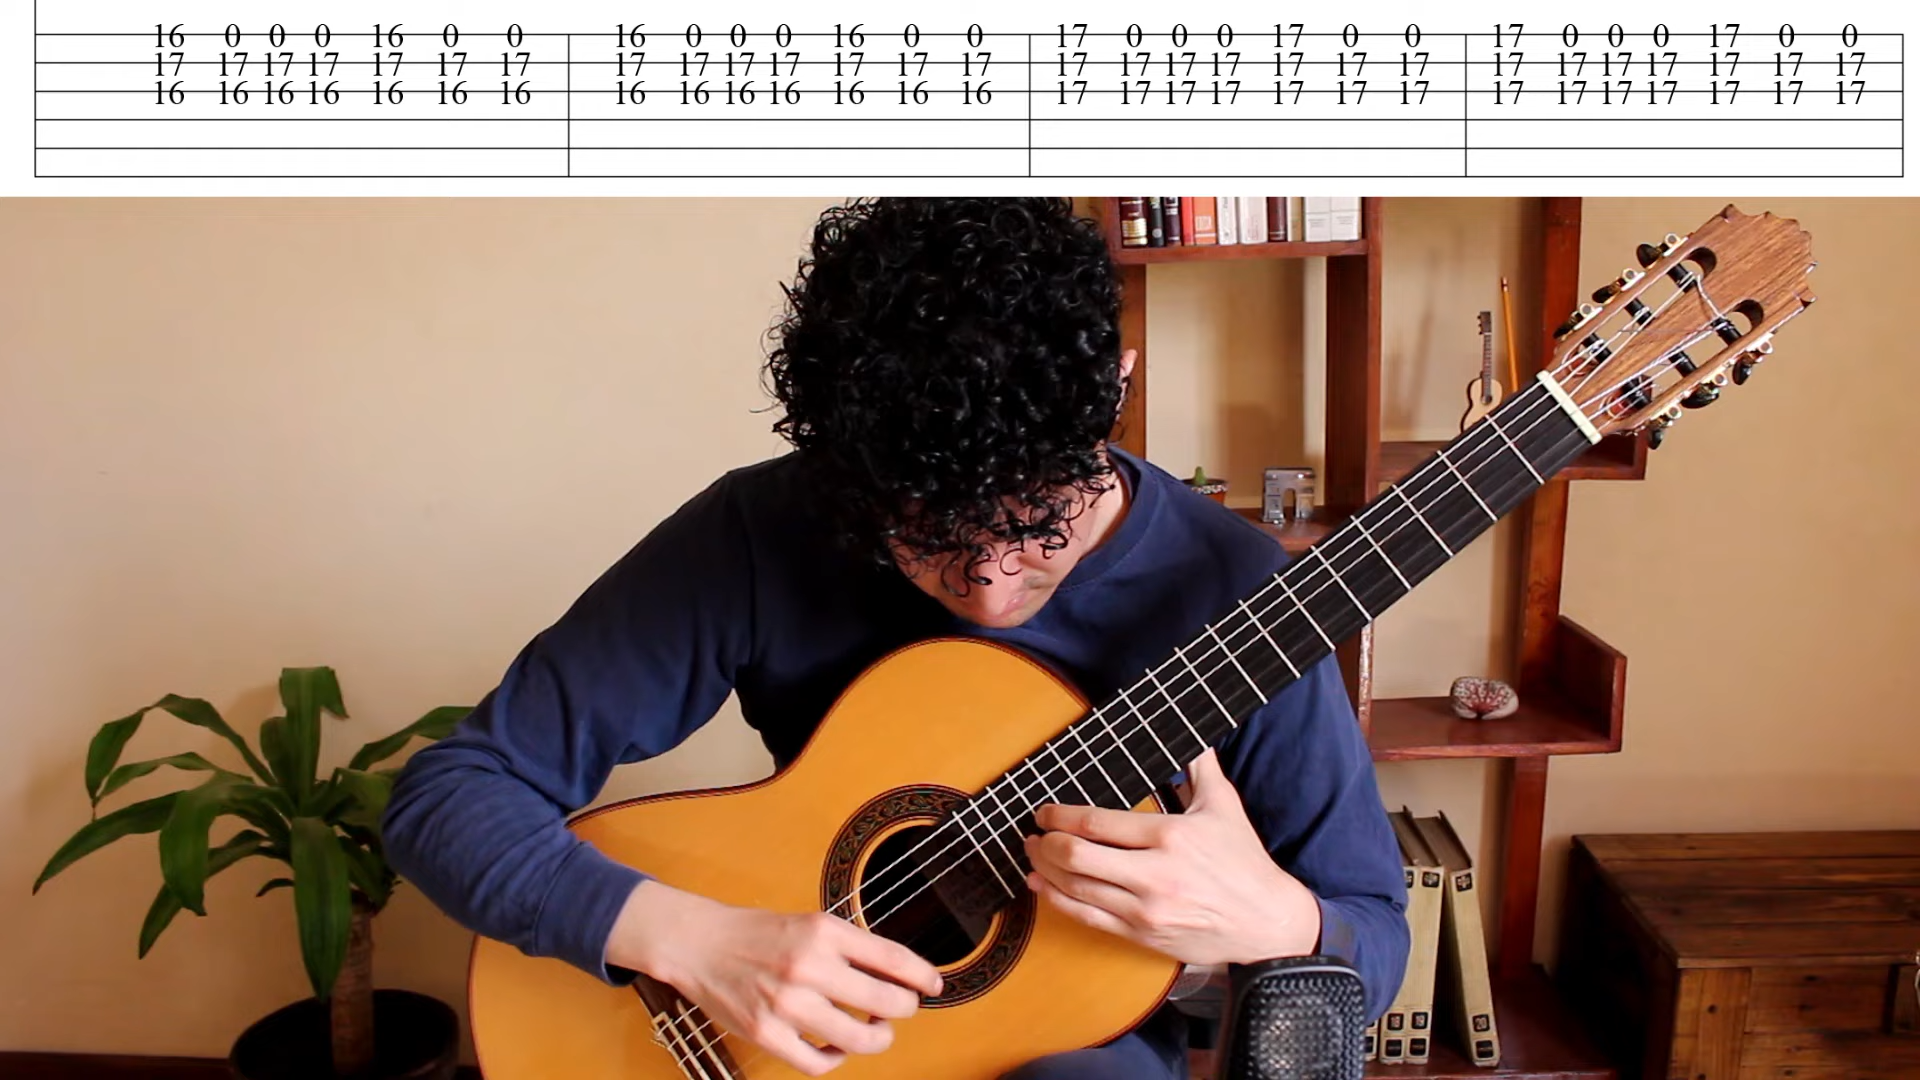 16 0 0 0 16 0 0 16 0 0 0 16 0 0 17 0 0 0 17 0 0 17 0 0 0 17 0 0
17 17 17 17 17 17 17 17 17 17 17 17 17 17 17 17 17 17 17 17 17 17 17 17 17 17 17 17
16 16 16 16 16 16 16 16 16 16 16 16 16 16 17 17 17 17 17 17 17 17 17 17 17 17 17 17
18 19 20